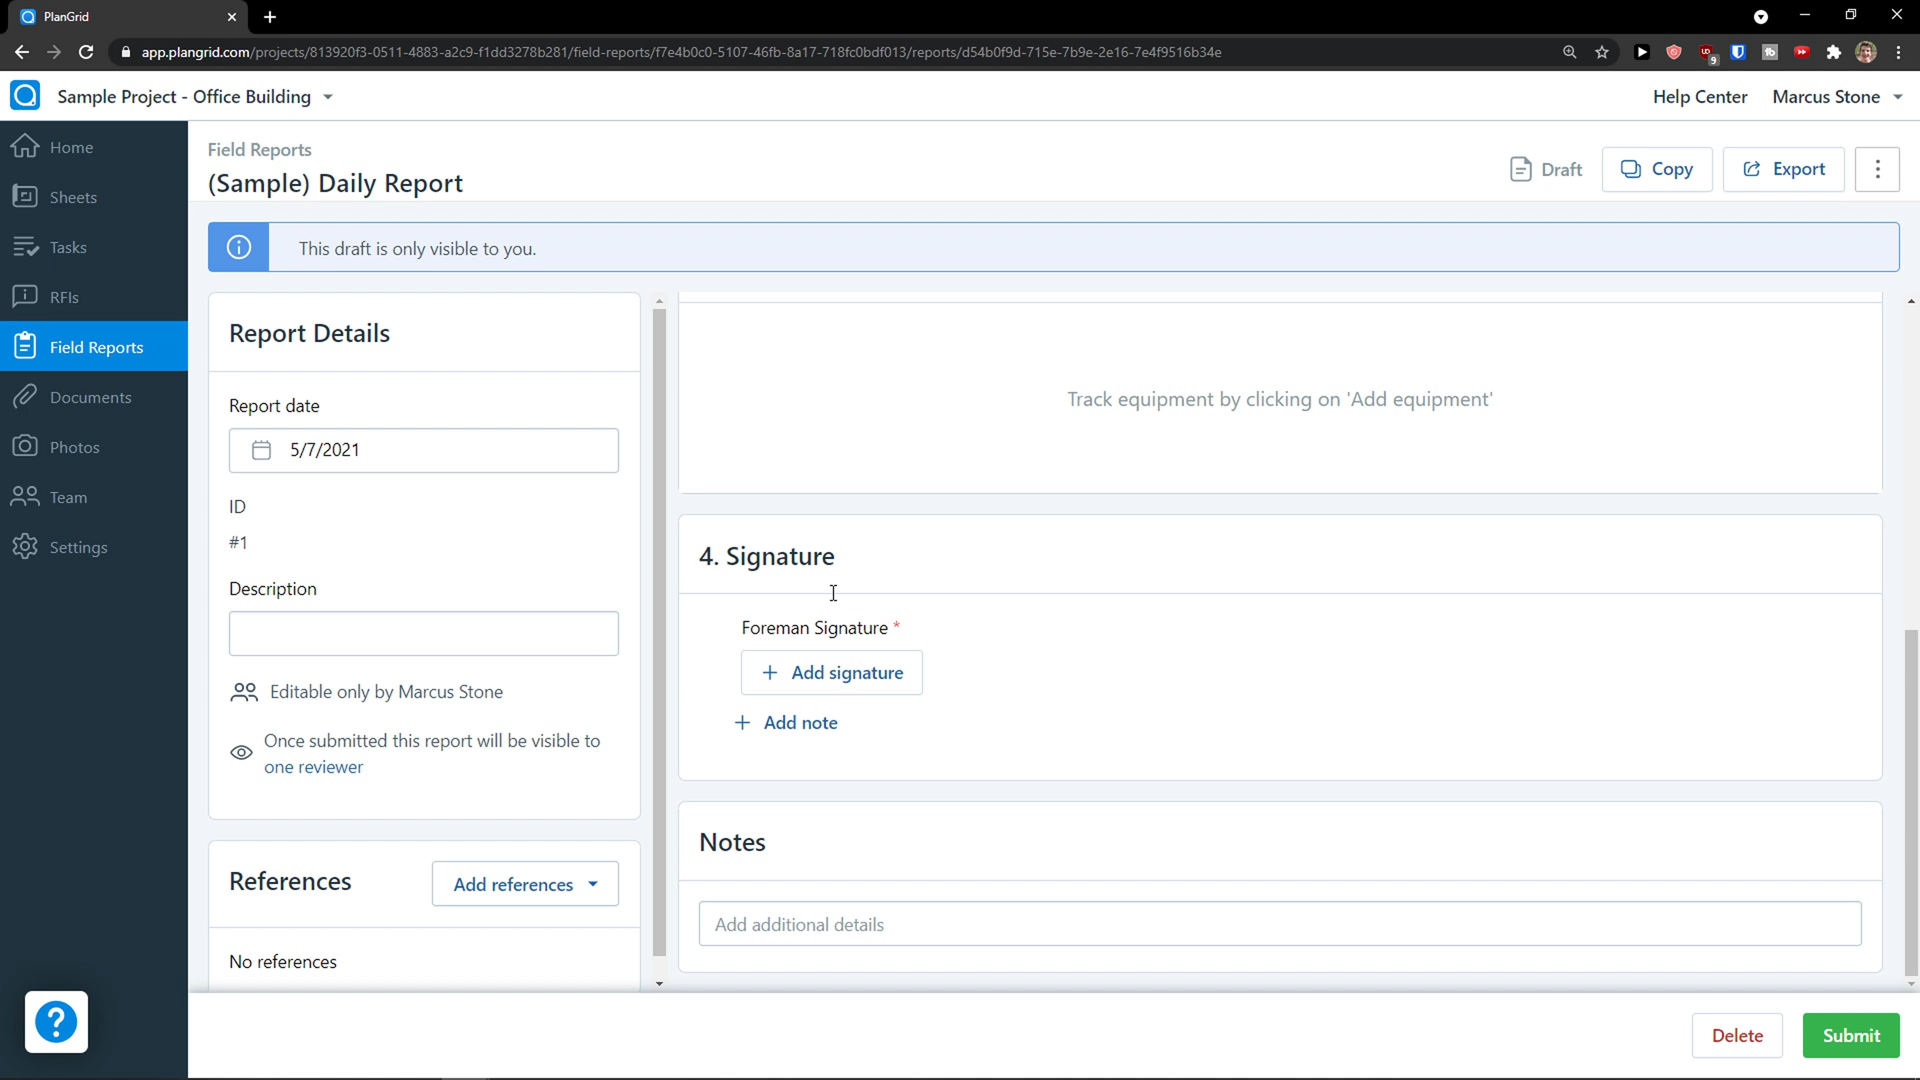 PlanGrid
app.plangrid.com/projects/813920f3-0511-4883-a2c9-f1dd3278b281/field-reports/f7e4b0c0-5107-46fb-8a17-718fc0bdf013/reports/d54b0f9d-715e-7b9e-2e16-7e4f9516b34e
9
Sample Project - Office Building
Help Center
Marcus Stone
Home
Sheets
Tasks
RFIs
Field Reports
Documents
Photos
Team
Settings
Field Reports
(Sample) Daily Report
Draft
Copy
Export
This draft is only visible to you.
Report Details
Report date
5/7/2021
ID
#1
Description
Editable only by Marcus Stone
Once submitted this report will be visible to
one reviewer
References
Add references
No references
Track equipment by clicking on 'Add equipment'
4. Signature
Foreman Signature *
+ Add signature
+ Add note
Notes
Add additional details
Delete
Submit